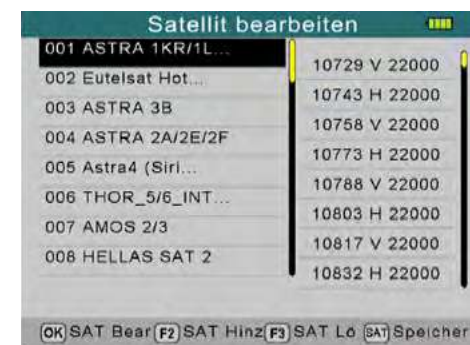 Satellit bearbeiten
001 ASTRA 1KR/1L...
002 Eutelsat Hot...
003 ASTRA 3B
004 ASTRA 2A/2E/2F
005 Astra4 (Siri...
006 THOR_5/6_INT...
007 AMOS 2/3
008 HELLAS SAT 2
10729 V 22000
10743 H 22000
10758 V 22000
10773 H 22000
10788 V 22000
10803 H 22000
10817 V 22000
10832 H 22000
OK SAT Bear F2 SAT Hinz F3 SAT Lö SAT Speicher